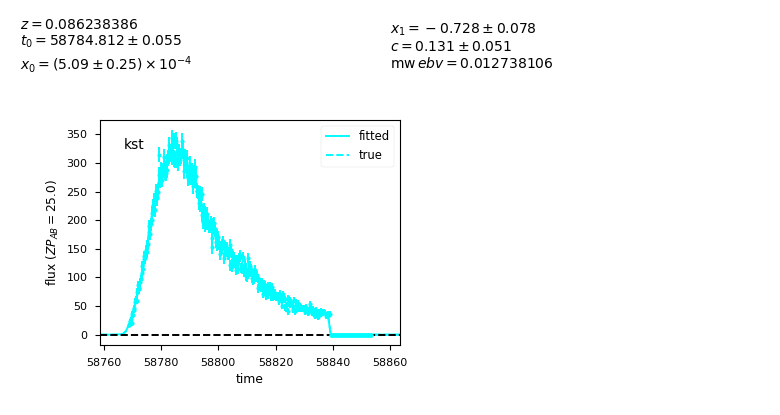 z = 0.086238386
t₀ = 58784.812 ± 0.055
x₀ = (5.09 ± 0.25) × 10⁻⁴
x₁ = −0.728 ± 0.078
c = 0.131 ± 0.051
mw ebv = 0.012738106
kst
fitted
true
flux (ZP_AB = 25.0)
350
300
250
200
150
100
50
0
58760 58780 58800 58820 58840 58860
time